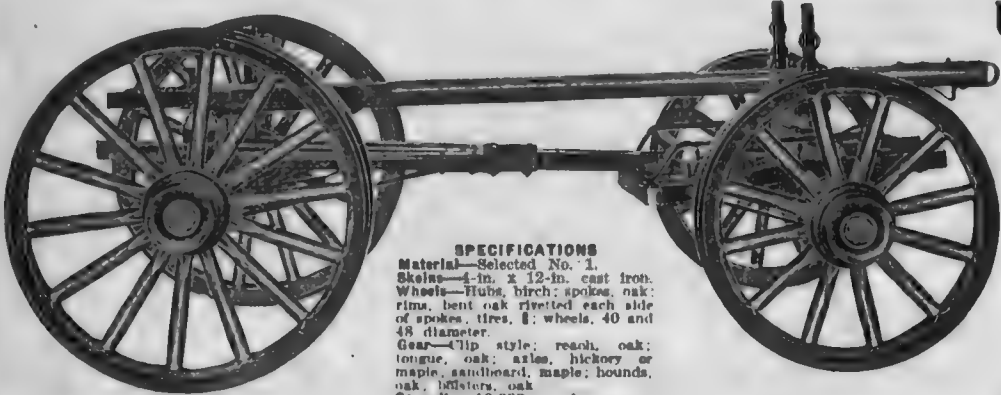 SPECIFICATIONS
Material—Selected No. 1.
Skeins—4-in. x 12-in. cast iron.
Wheels—Hubs, birch; spokes, oak;
rims, bent oak rivetted each side
of spokes, tires, wheels, 40 and
48 diameter.
Gear—Clip style; reach, oak;
tongue, oak; axles, hickory or
maple, sandboard, maple; hounds,
oak, bolsters, oak